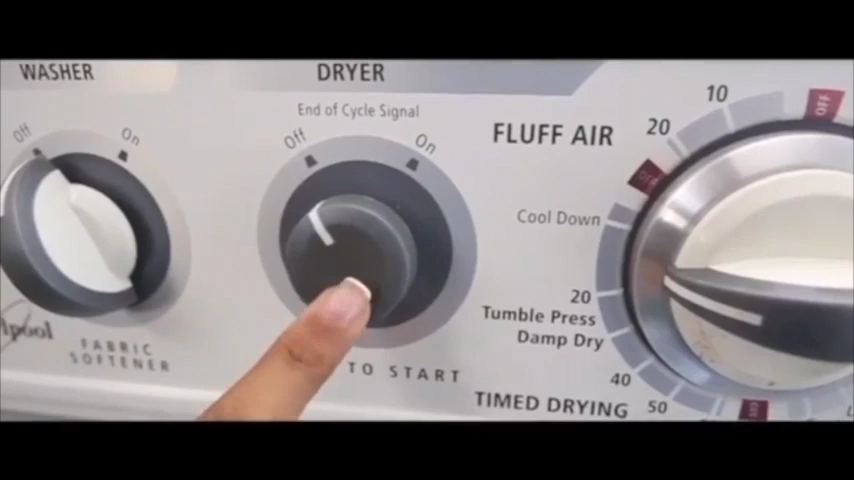 WASHER
DRYER
End of Cycle Signal
Off
On
Off
On
FLUFF AIR
10
20
OFF
OFF
Cool Down
20
Tumble Press
Damp Dry
40
50
TIMED DRYING
FABRIC
SOFTENER
TO START
OFF